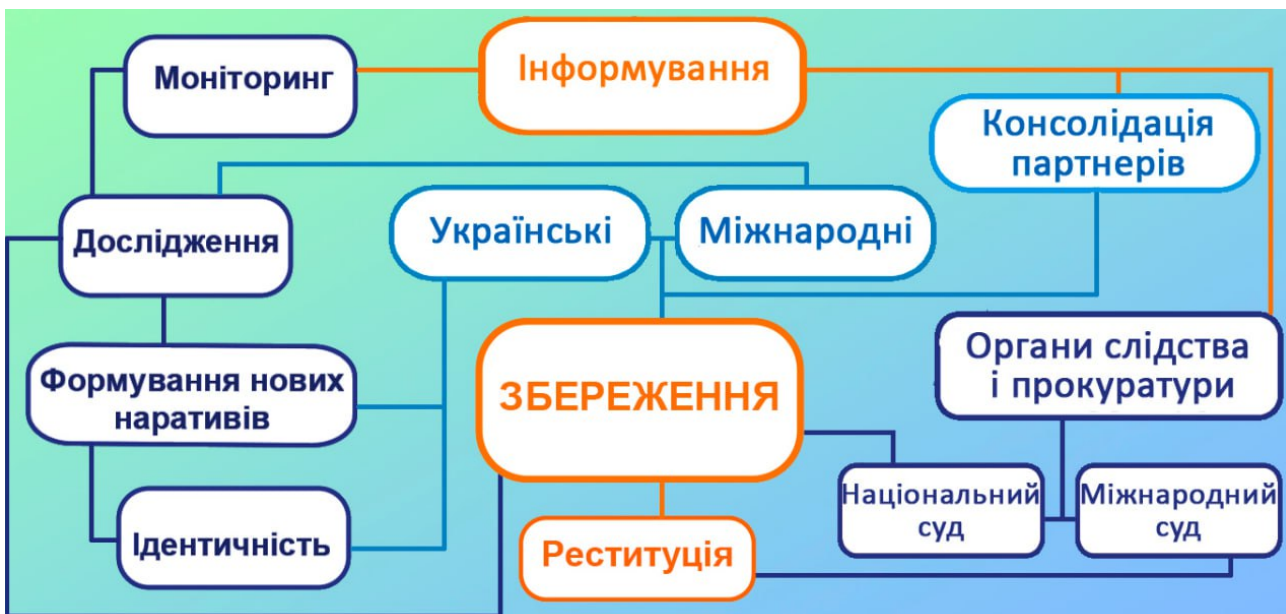 Моніторинг
Інформування
Консолідація
партнерів
Дослідження
Українські
Міжнародні
Формування нових
наративів
ЗБЕРЕЖЕННЯ
Органи слідства
і прокуратури
Ідентичність
Реституція
Національний
суд
Міжнародний
суд